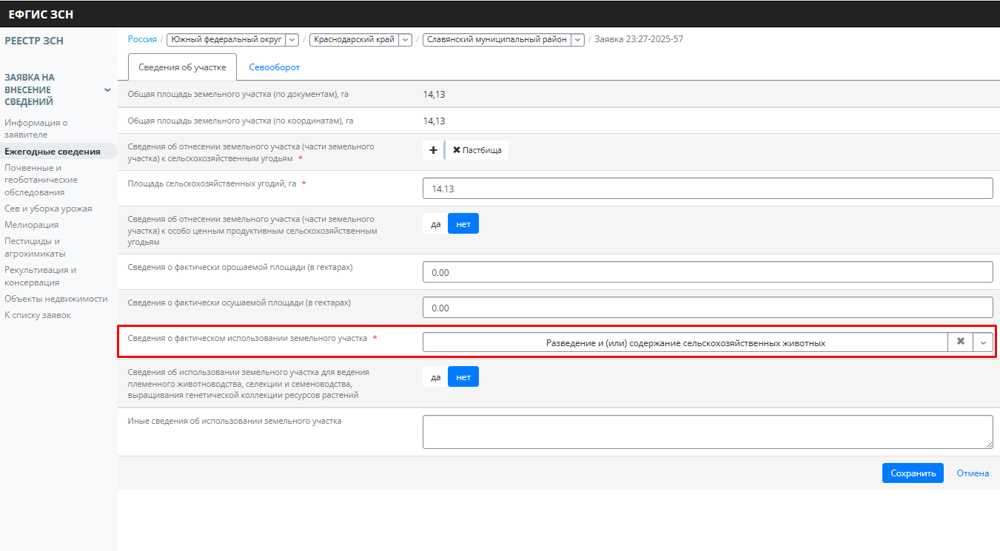 ЕФГИС ЗСН
РЕЕСТР ЗСН
ЗАЯВКА НА
ВНЕСЕНИЕ
СВЕДЕНИЙ
Информация о
заявителе
Ежегодные сведения
Почвенные и
геоботанические
обследования
Сев и уборка урожая
Мелиорация
Пестициды и
агрохимикаты
Рекультивация и
консервация
Объекты недвижимости
К списку заявок
Россия / Южный федеральный округ / Краснодарский край / Славянский муниципальный район / Заявка 23:27-2025-57
Сведения об участке Севооборот
Общая площадь земельного участка (по документам), га 14,13
Общая площадь земельного участка (по координатам), га 14,13
Сведения об отнесении земельного участка (части земельного
участка) к сельскохозяйственным угодьям *
+ ✖ Пастбища
Площадь сельскохозяйственных угодий, га * 14.13
Сведения об отнесении земельного участка (части земельного
участка) к особо ценным продуктивным сельскохозяйственным
угодьям
да нет
Сведения о фактически орошаемой площади (в гектарах) 0.00
Сведения о фактически осушаемой площади (в гектарах) 0.00
Сведения о фактическом использовании земельного участка * Разведение и (или) содержание сельскохозяйственных животных ✖
Сведения об использовании земельного участка для ведения
племенного животноводства, селекции и семеноводства,
выращивания генетической коллекции ресурсов растений
да нет
Иные сведения об использовании земельного участка
Сохранить Отмена